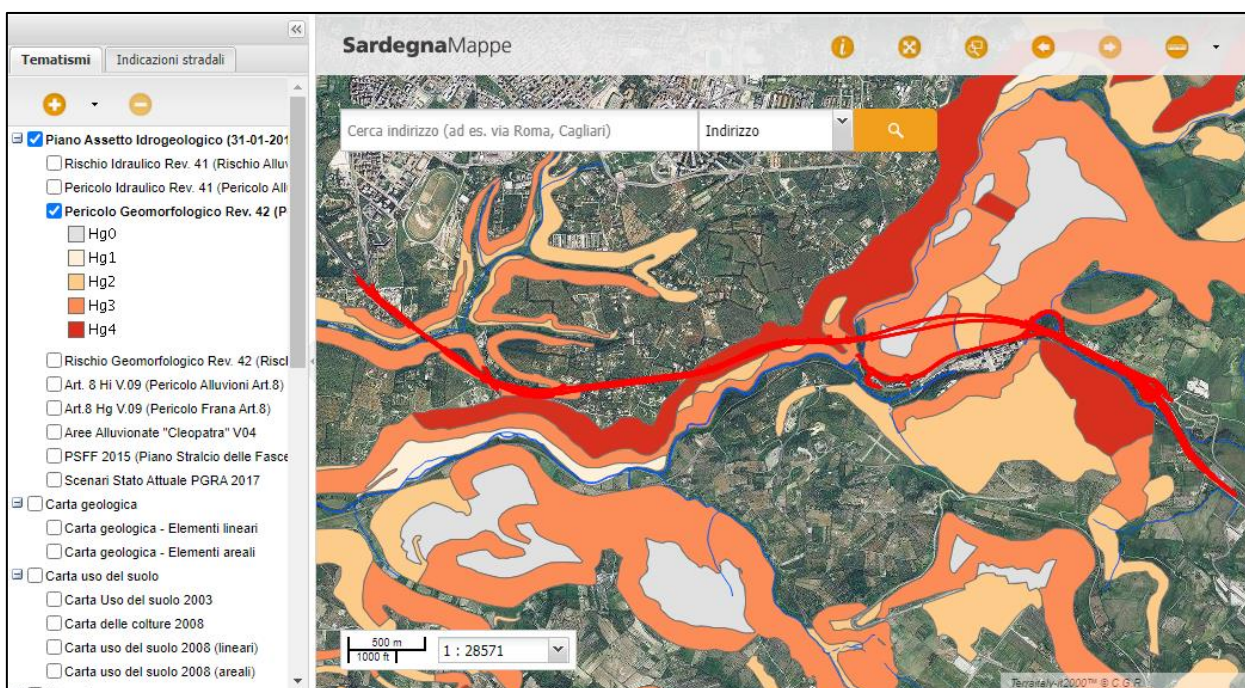 Tematismi
Indicazioni stradali
Piano Assetto Idrogeologico (31-01-201
Rischio Idraulico Rev. 41 (Rischio Alluv
Pericolo Idraulico Rev. 41 (Pericolo All
Pericolo Geomorfologico Rev. 42 (P
Hg0
Hg1
Hg2
Hg3
Hg4
Rischio Geomorfologico Rev. 42 (Risc
Art. 8 Hi V.09 (Pericolo Alluvioni Art.8)
Art.8 Hg V.09 (Pericolo Frana Art.8)
Aree Alluvionate "Cleopatra" V04
PSFF 2015 (Piano Stralcio delle Fasce
Scenari Stato Attuale PGRA 2017
Carta geologica
Carta geologica - Elementi lineari
Carta geologica - Elementi areali
Carta uso del suolo
Carta Uso del suolo 2003
Carta delle colture 2008
Carta uso del suolo 2008 (lineari)
Carta uso del suolo 2008 (areali)
SardegnaMappe
Cerca indirizzo (ad es. via Roma, Cagliari)
Indirizzo
500 m
1000 ft
1 : 28571
Terraitaly-it2000™ © C.G.R.